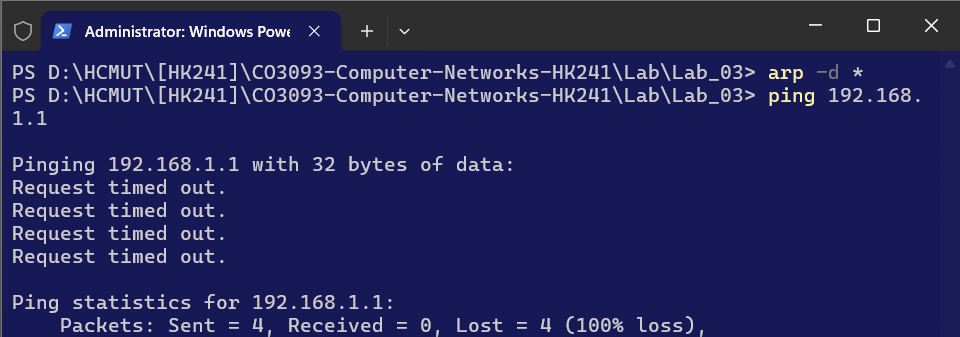 Administrator: Windows Powe
PS D:\HCMUT\[HK241]\CO3093-Computer-Networks-HK241\Lab\Lab_03> arp -d *
PS D:\HCMUT\[HK241]\CO3093-Computer-Networks-HK241\Lab\Lab_03> ping 192.168.
1.1
Pinging 192.168.1.1 with 32 bytes of data:
Request timed out.
Request timed out.
Request timed out.
Request timed out.
Ping statistics for 192.168.1.1:
    Packets: Sent = 4, Received = 0, Lost = 4 (100% loss),